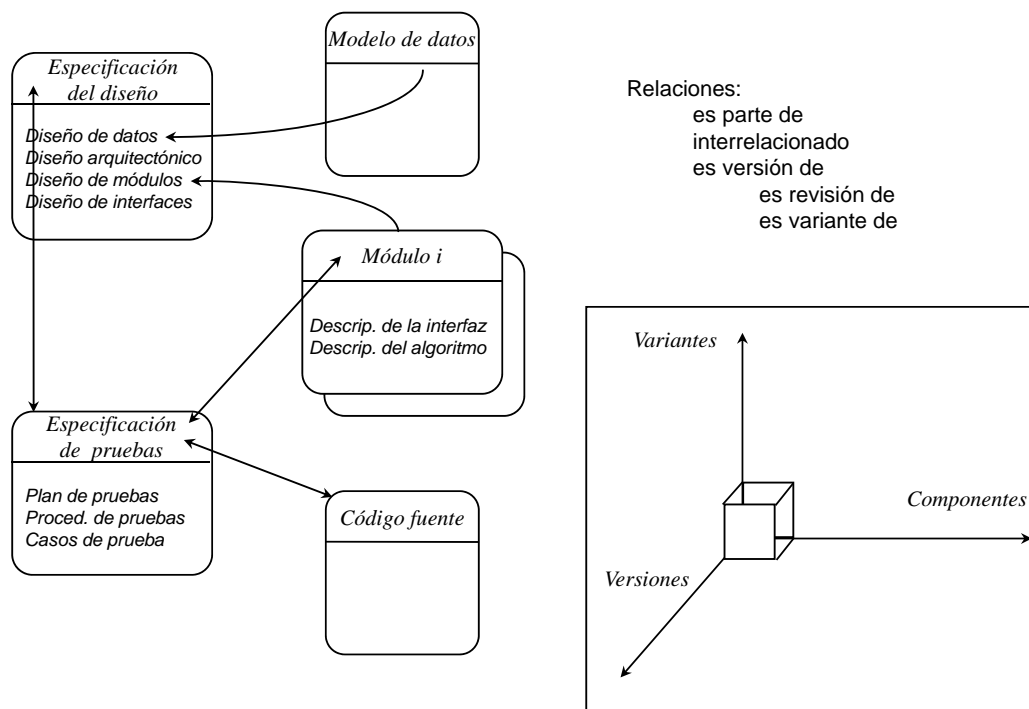 Modelo de datos
Especificación
del diseño
Diseño de datos
Diseño arquitectónico
Diseño de módulos
Diseño de interfaces
Relaciones:
es parte de
interrelacionado
es versión de
es revisión de
es variante de
Módulo i
Descrip. de la interfaz
Descrip. del algoritmo
Especificación
de pruebas
Plan de pruebas
Proced. de pruebas
Casos de prueba
Código fuente
Variantes
Componentes
Versiones